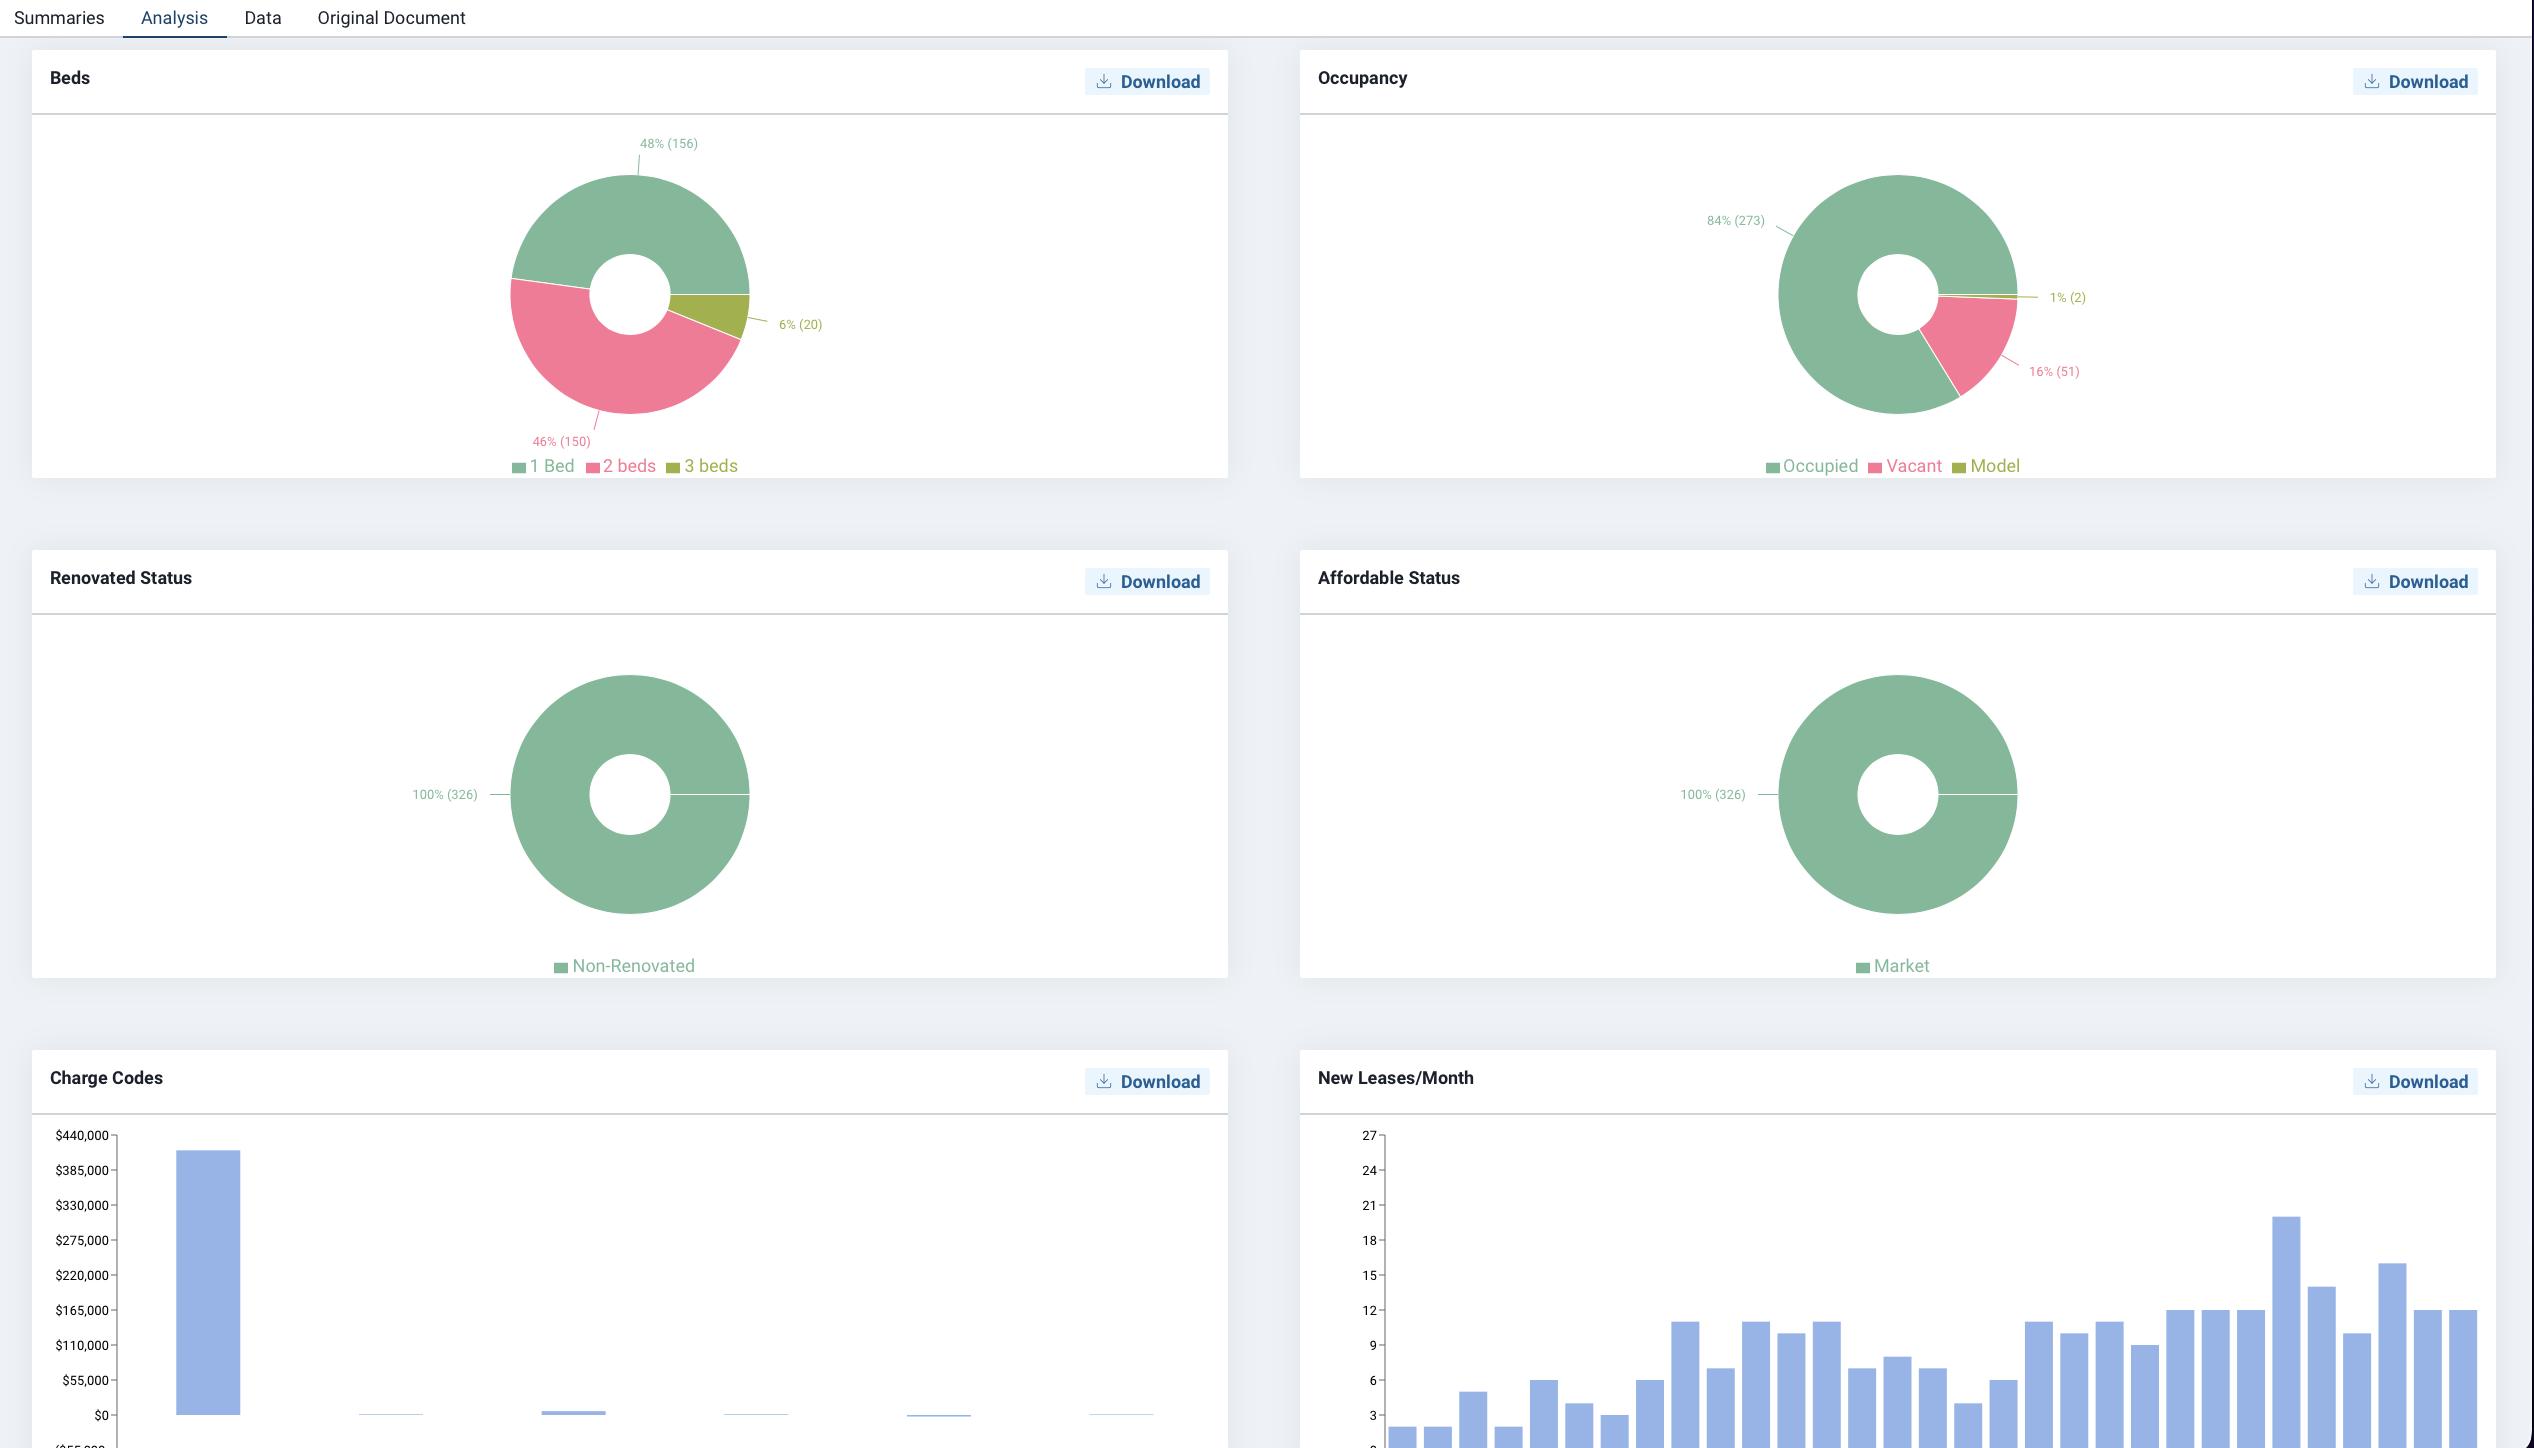 Summaries Analysis Data Original Document
Beds
Download
48% (156)
6% (20)
46% (150)
1 Bed 2 beds 3 beds
Occupancy
Download
84% (273)
1% (2)
16% (51)
Occupied Vacant Model
Renovated Status
Download
100% (326)
Non-Renovated
Affordable Status
Download
100% (326)
Market
Charge Codes
Download
$440,000
$385,000
$330,000
$275,000
$220,000
$165,000
$110,000
$55,000
$0
New Leases/Month
Download
27
24
21
18
15
12
9
6
3